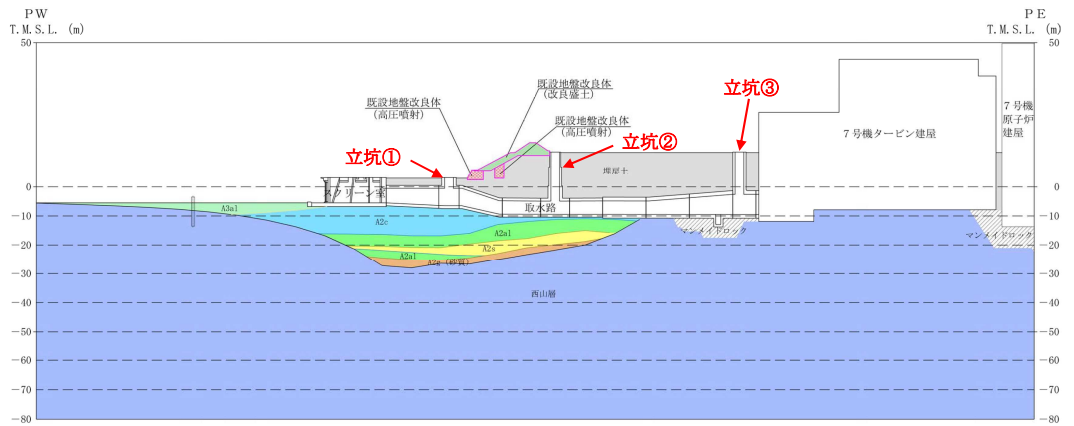 PW
T.M.S.L. (m)
PE
T.M.S.L. (m)
50
50
既設地盤改良体
(改良盛土)
立坑③
既設地盤改良体
(高圧噴射)
既設地盤改良体
(高圧噴射)
7号機
原子炉
建屋
7号機タービン建屋
立坑①
立坑②
埋戻土
0
スクリーン室
0
取水路
A3al
-10
A2c
マンメイドロック
-10
A2al
マンメイドロック
-20
A2s
-20
A2al
A2g(砂質)
-30
西山層
-30
-40
-40
-50
-50
-60
-60
-70
-70
-80
-80